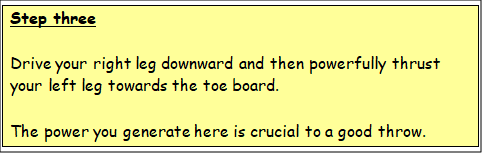 Step three
Drive your right leg downward and then powerfully thrust
your left leg towards the toe board.
The power you generate here is crucial to a good throw.